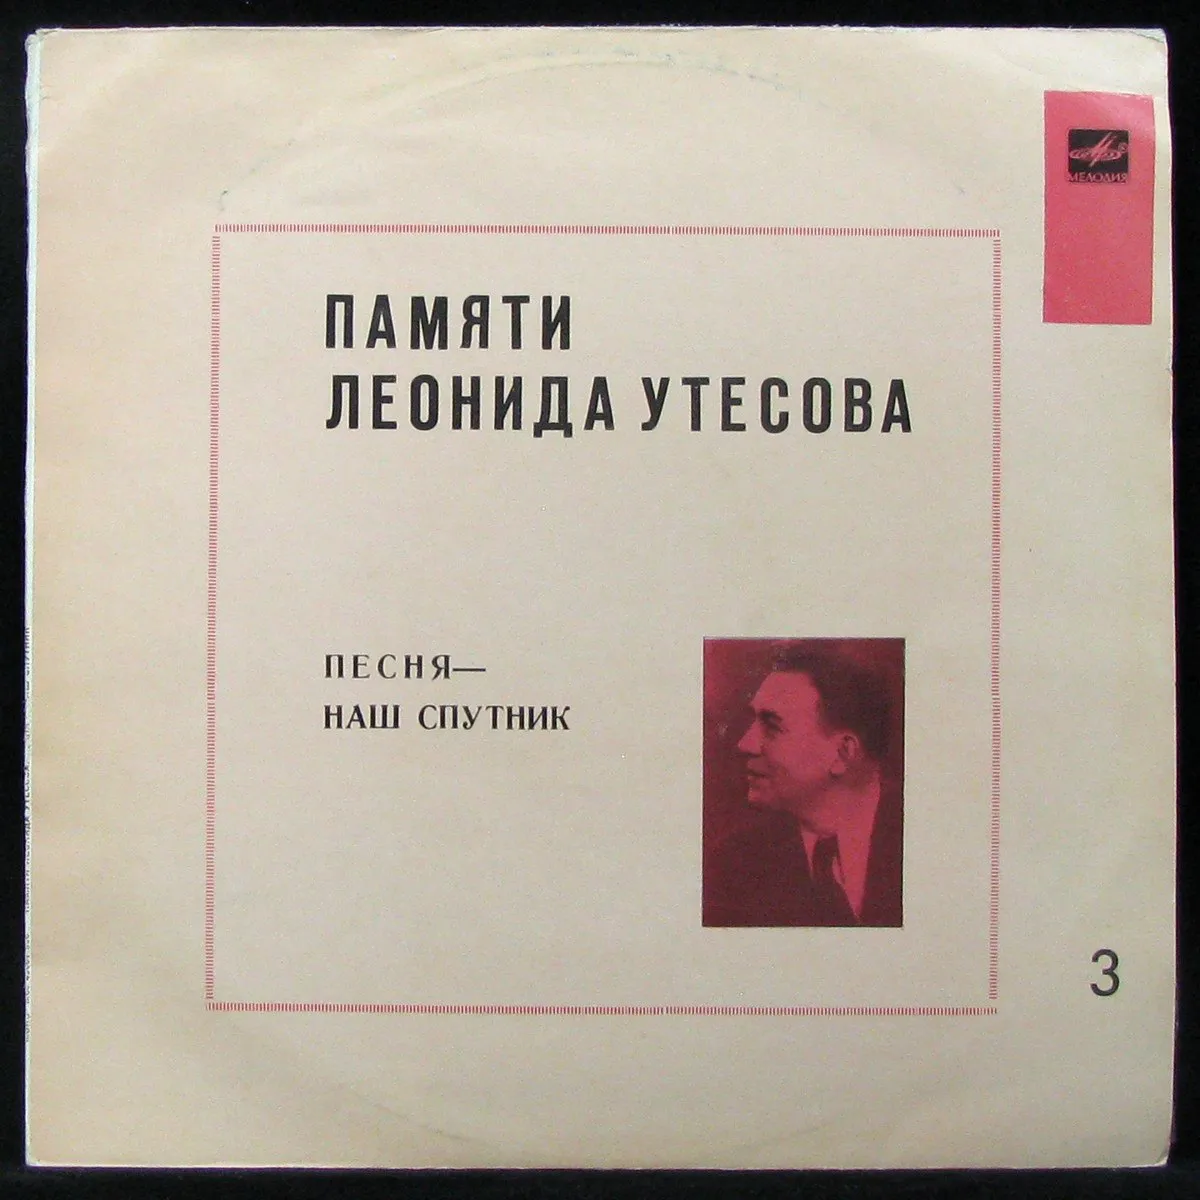 МЕЛОДИЯ
ПАМЯТИ
ЛЕОНИДА УТЕСОВА
ПЕСНЯ—
НАШ СПУТНИК
3